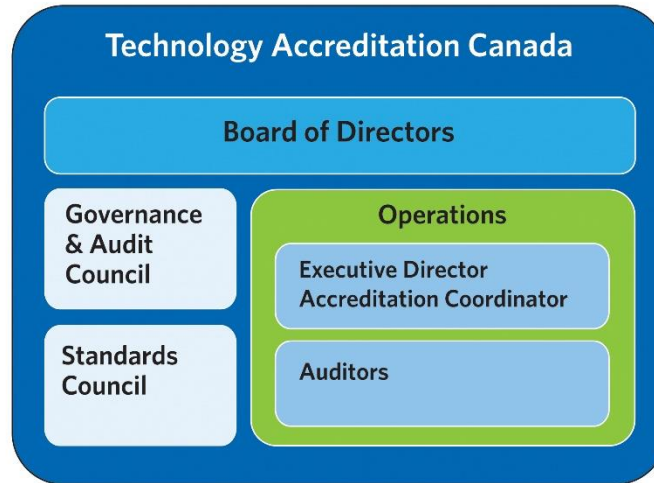 Technology Accreditation Canada
Board of Directors
Governance
& Audit
Council
Standards
Council
Operations
Executive Director
Accreditation Coordinator
Auditors